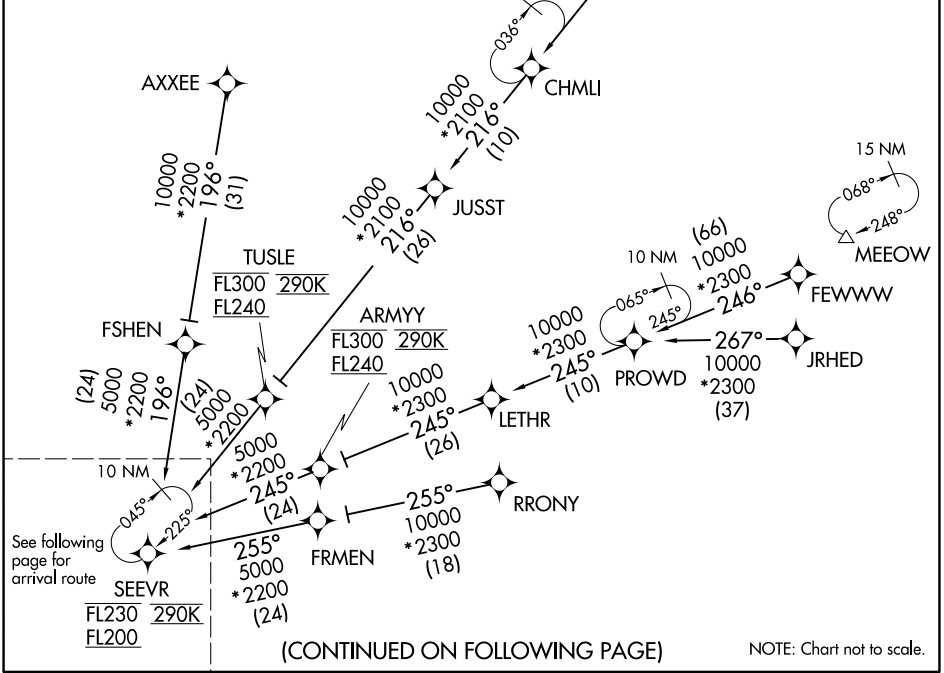 036°
CHMLI
10000
*2100
216°
(10)
AXXEE
10000
*2200
196°
(31)
JUSST
10000
*2100
216°
(26)
15 NM
068°
248°
MEEOW
TUSLE
FL300 290K
FL240
ARMYY
FL300 290K
FL240
10 NM
065°
245°
(66)
10000
*2300
246°
FEWWW
FSHEN
10000
*2300
245°
(10)
PROWD
267°
10000
*2300
(37)
JRHED
(24)
5000
*2200
196°
(24)
5000
*2200
10000
*2300
245°
(26)
LETHR
5000
*2200
245°
(24)
10 NM
045°
225°
RRONY
255°
10000
*2300
(18)
FRMEN
255°
5000
*2200
(24)
See following
page for
arrival route
SEEVR
FL230 290K
FL200
(CONTINUED ON FOLLOWING PAGE)
NOTE: Chart not to scale.